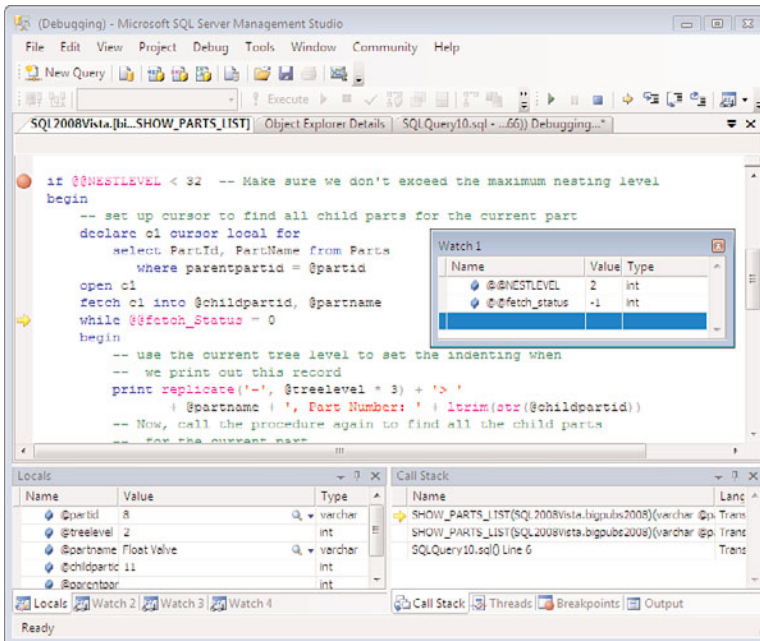 (Debugging) - Microsoft SQL Server Management Studio
File Edit View Project Debug Tools Window Community Help
New Query
Execute
SQL2008Vista.[bi...SHOW_PARTS_LIST] Object Explorer Details SQLQuery10.sql - ...66)) Debugging...*
if @@NESTLEVEL < 32 -- Make sure we don't exceed the maximum nesting level
begin
-- set up cursor to find all child parts for the current part
declare c1 cursor local for
select PartId, PartName from Parts
where parentpartid = @partid
open c1
fetch c1 into @childpartid, @partname
while @@fetch_Status = 0
begin
-- use the current tree level to set the indenting when
-- we print out this record
print replicate('-', @treelevel * 3) + '> '
+ @partname + ', Part Number: ' + ltrim(str(@childpartid))
-- Now, call the procedure again to find all the child parts
-- for the current part
Watch 1
Name Value Type
@@NESTLEVEL 2 int
@@fetch_status -1 int
Locals
Name Value Type
@partid 8 varchar
@treelevel 2 int
@partname Float Valve varchar
@childpartic 11 int
@parentpar int
Locals Watch 2 Watch 3 Watch 4
Call Stack
Name Lang
SHOW_PARTS_LIST(SQL2008Vista.bigpubs2008)(varchar @p Trans
SHOW_PARTS_LIST(SQL2008Vista.bigpubs2008)(varchar @p Trans
SQLQuery10.sql() Line 6 Trans
Call Stack Threads Breakpoints Output
Ready